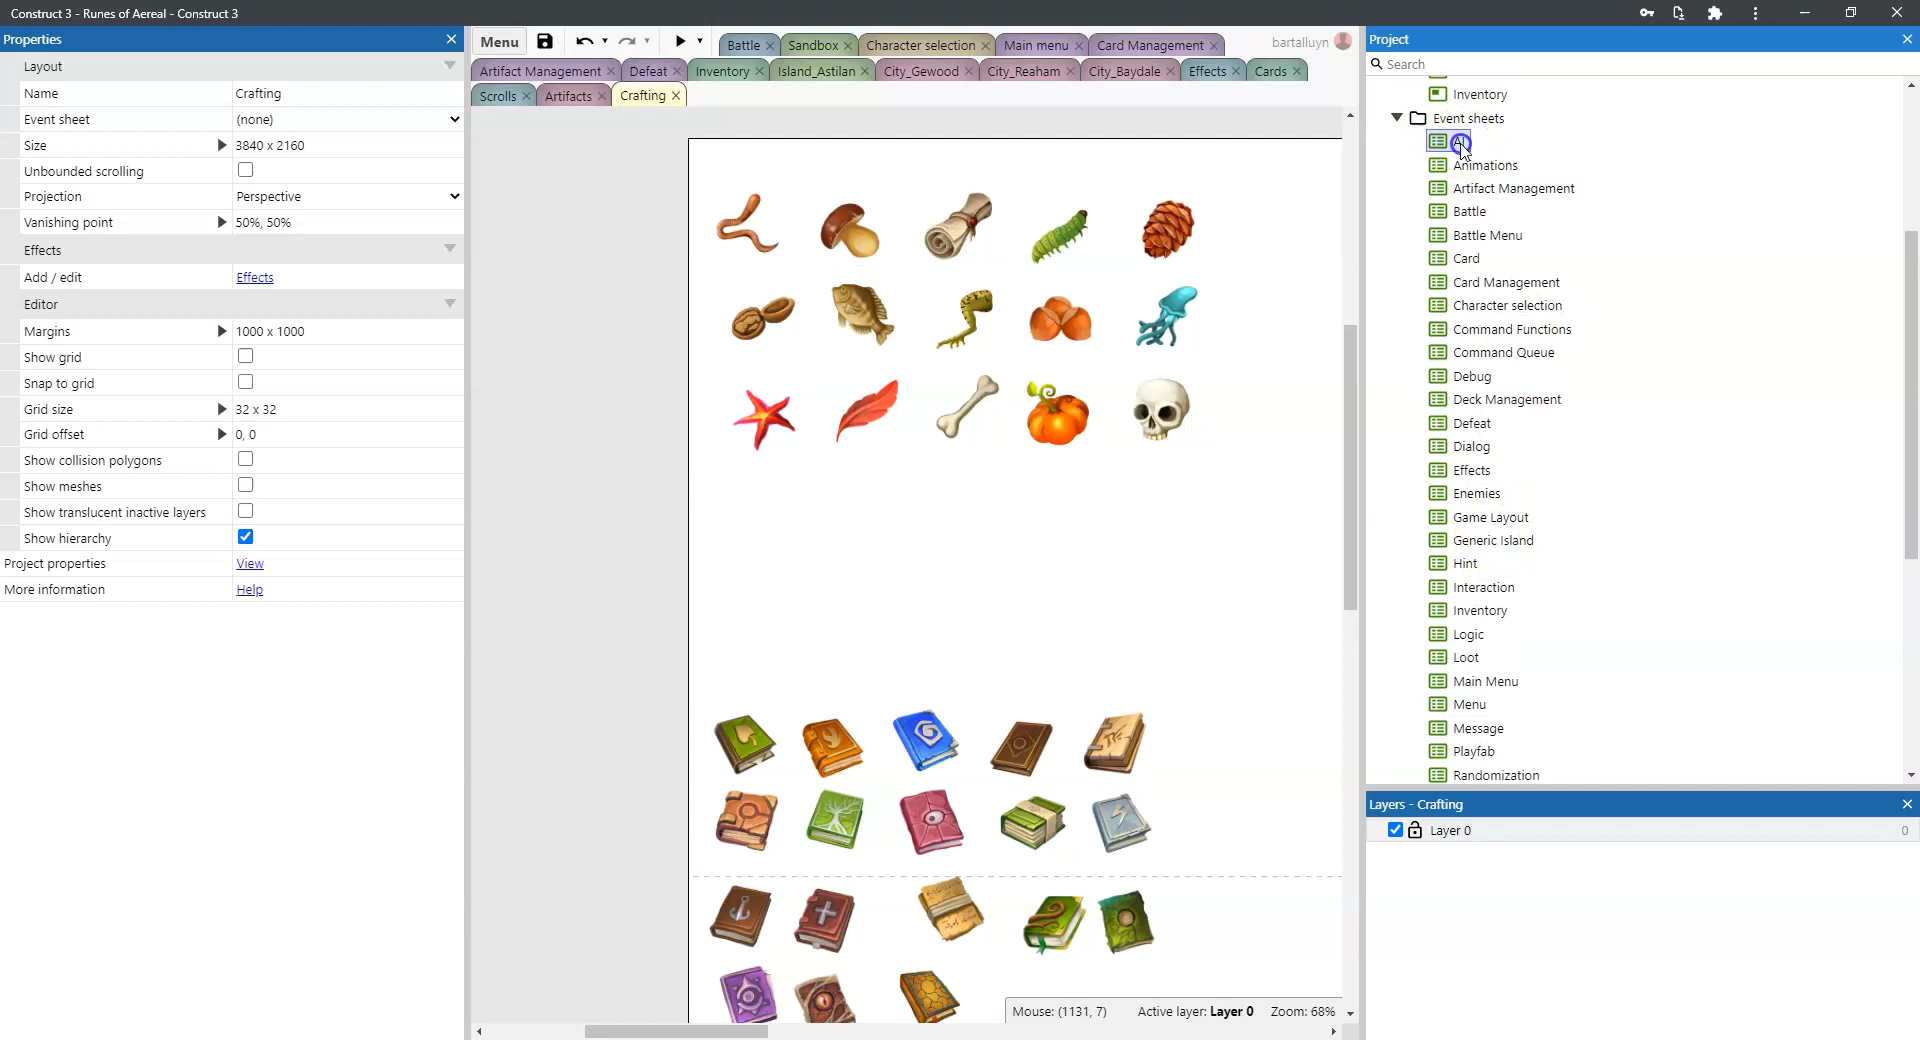 Construct 3 - Runes of Aereal - Construct 3
Properties
Layout
Name Crafting
Event sheet (none)
Size 3840 x 2160
Unbounded scrolling
Projection Perspective
Vanishing point 50%, 50%
Effects
Add / edit Effects
Editor
Margins 1000 x 1000
Show grid
Snap to grid
Grid size 32 x 32
Grid offset 0, 0
Show collision polygons
Show meshes
Show translucent inactive layers
Show hierarchy
Project properties View
More information Help
Menu Battle Sandbox Character selection Main menu Card Management bartalluyn
Artifact Management Defeat Inventory Island_Astilan City_Gewood City_Reaham City_Baydale Effects Cards
Scrolls Artifacts Crafting
Mouse: (1131, 7) Active layer: Layer 0 Zoom: 68%
Project
Search
Inventory
Event sheets
AI
Animations
Artifact Management
Battle
Battle Menu
Card
Card Management
Character selection
Command Functions
Command Queue
Debug
Deck Management
Defeat
Dialog
Effects
Enemies
Game Layout
Generic Island
Hint
Interaction
Inventory
Logic
Loot
Main Menu
Menu
Message
Playfab
Randomization
Layers - Crafting
Layer 0 0